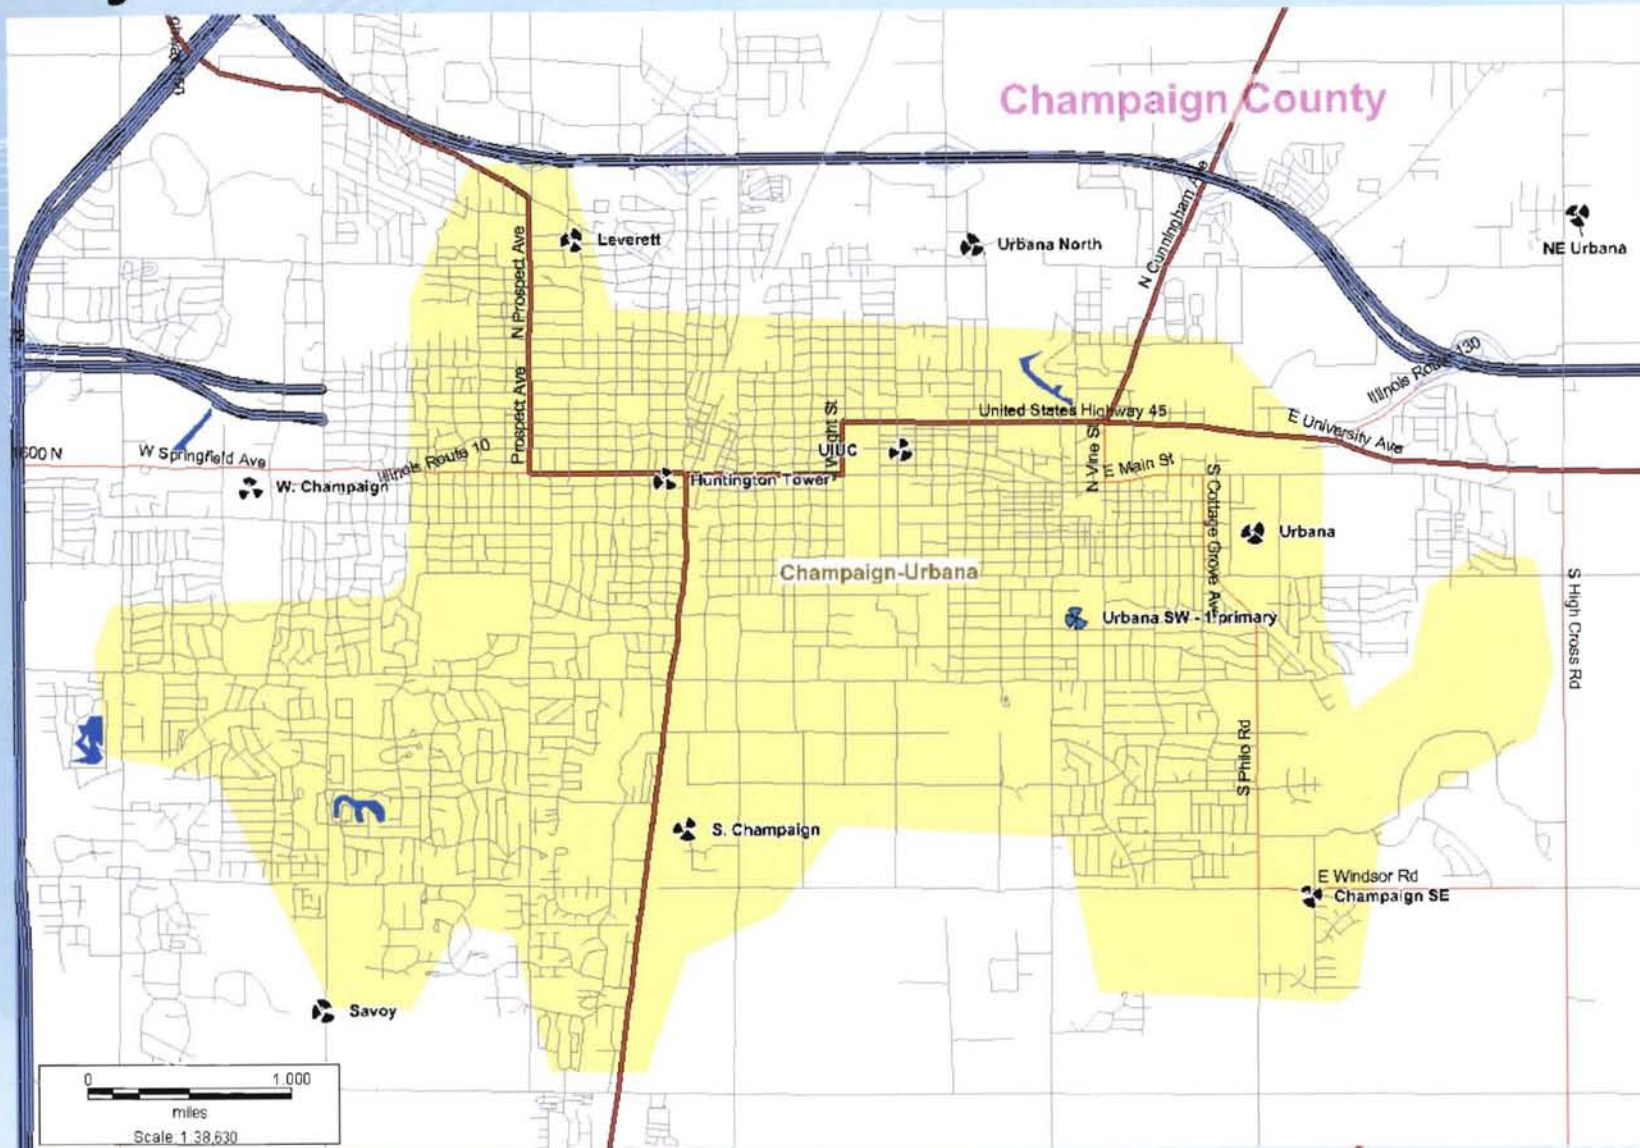 Champaign County
Leverett
Urbana North
NE Urbana
N Cunningham
N Prospect Ave
Prospect Ave
Illinois Route 130
United States Highway 45
E University Ave
W Springfield Ave
Illinois Route 10
W. Champaign
Huntington Tower
UIUC
N Vine St
E Main St
S Cottage Grove Ave
Urbana
Champaign-Urbana
Urbana SW - 1 primary
S High Cross Rd
S Philo Rd
S. Champaign
E Windsor Rd
Champaign SE
Savoy
0 1.000
miles
Scale: 1:38,630